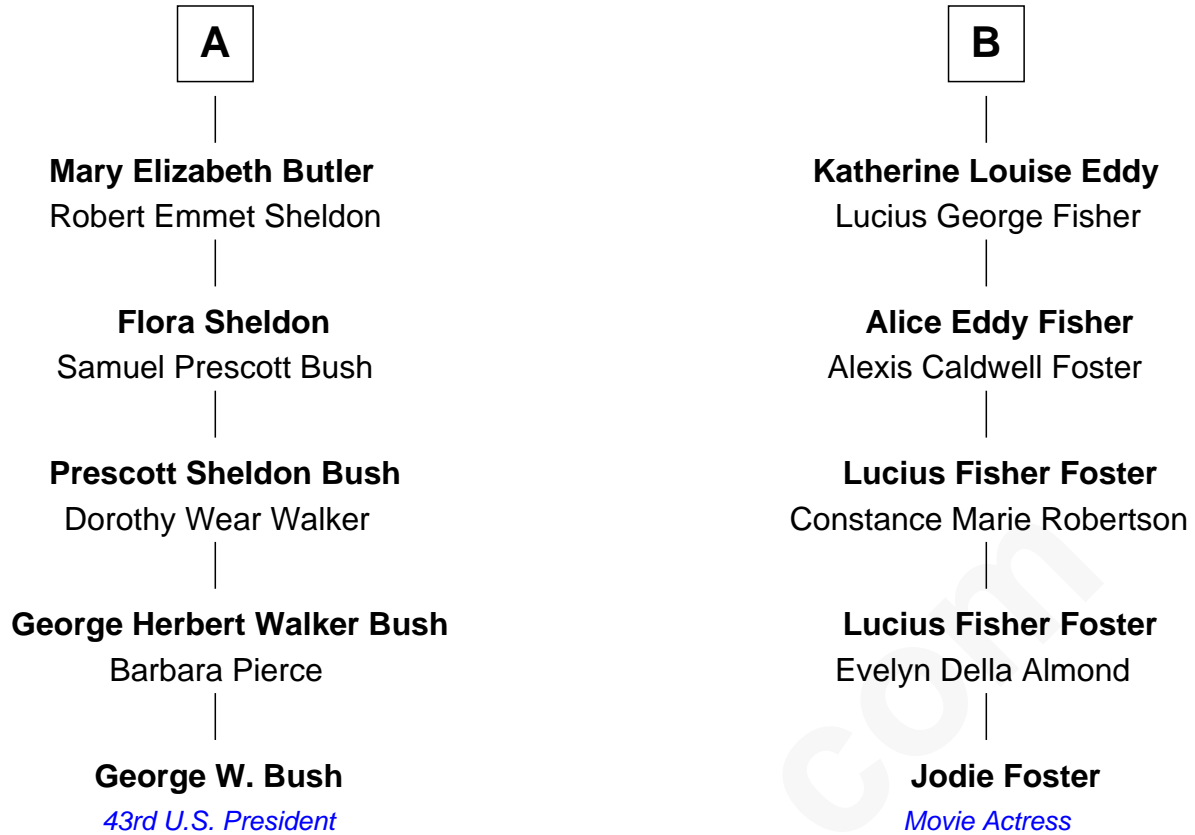 A
Mary Elizabeth Butler
Robert Emmet Sheldon
Flora Sheldon
Samuel Prescott Bush
Prescott Sheldon Bush
Dorothy Wear Walker
George Herbert Walker Bush
Barbara Pierce
George W. Bush
43rd U.S. President
B
Katherine Louise Eddy
Lucius George Fisher
Alice Eddy Fisher
Alexis Caldwell Foster
Lucius Fisher Foster
Constance Marie Robertson
Lucius Fisher Foster
Evelyn Della Almond
Jodie Foster
Movie Actress
com